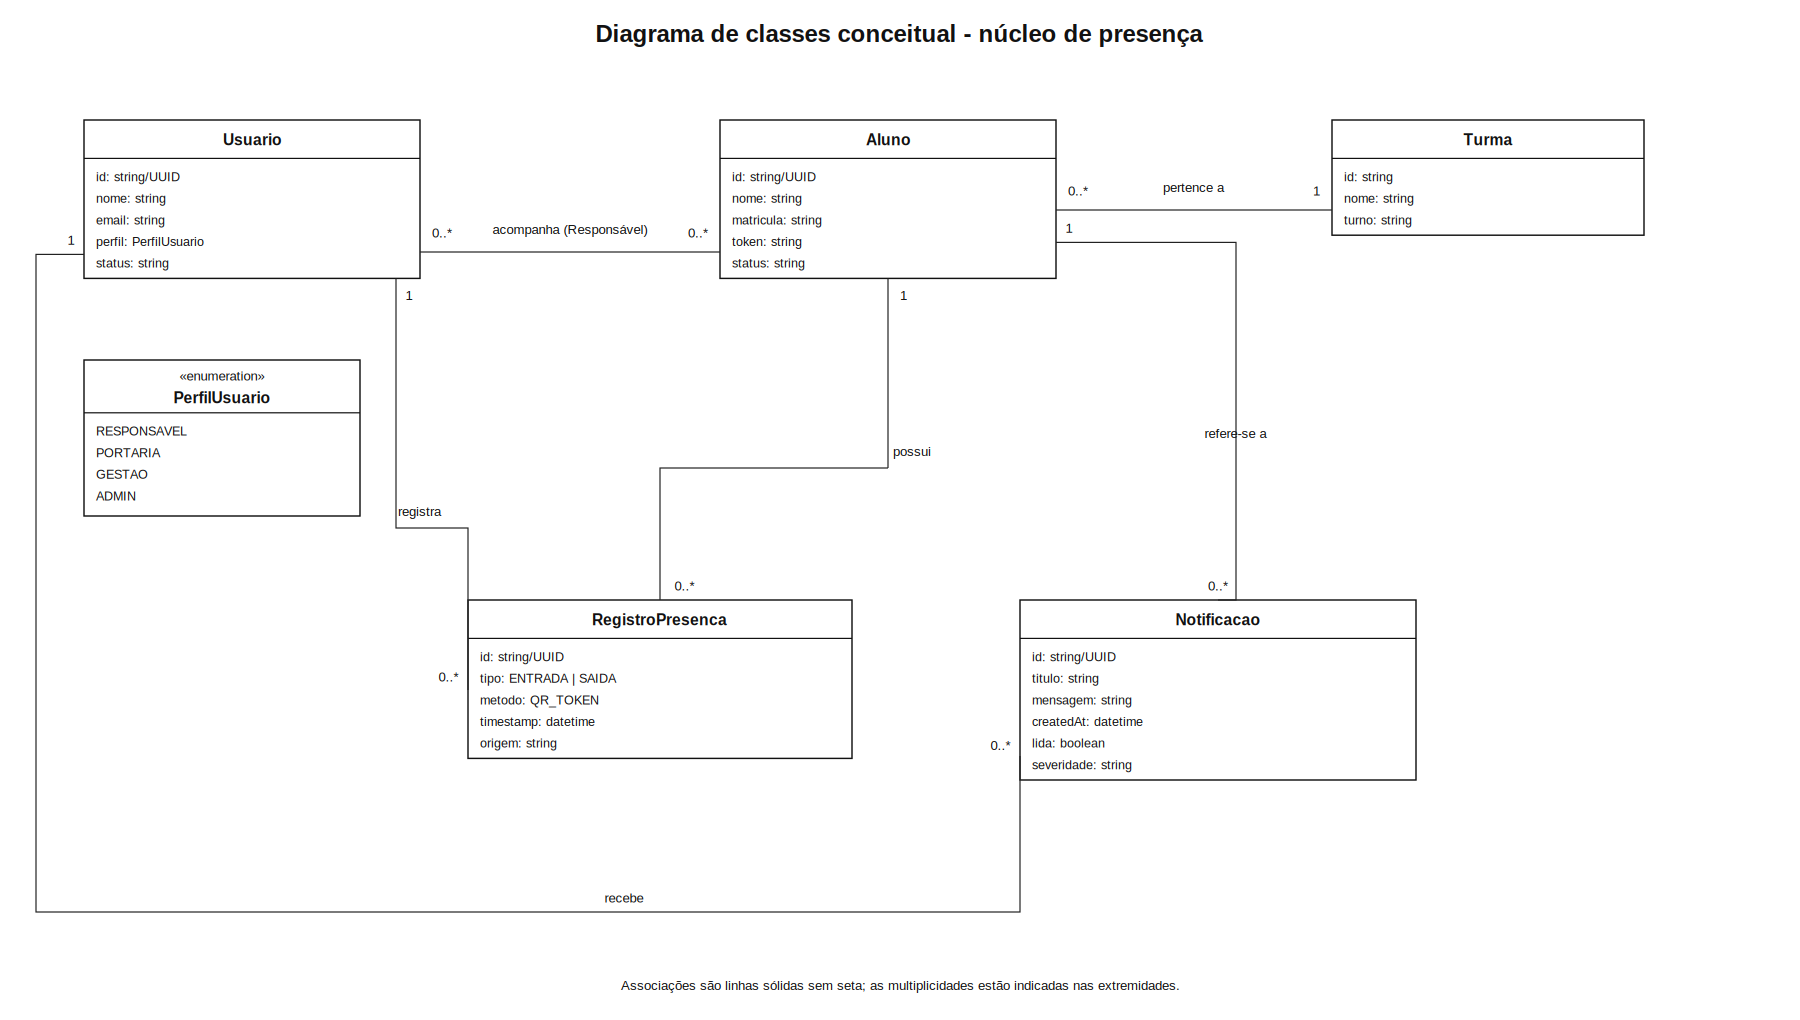 Diagrama de classes conceitual - núcleo de presença
Usuario
id: string/UUID
nome: string
email: string
perfil: PerfilUsuario
status: string
Aluno
id: string/UUID
nome: string
matricula: string
token: string
status: string
Turma
id: string
nome: string
turno: string
0..*
acompanha (Responsável)
0..*
0..*
pertence a
1
1
1
1
1
«enumeration»
PerfilUsuario
RESPONSAVEL
PORTARIA
GESTAO
ADMIN
registra
possui
refere-se a
0..*
0..*
RegistroPresenca
id: string/UUID
tipo: ENTRADA | SAIDA
metodo: QR_TOKEN
timestamp: datetime
origem: string
0..*
Notificacao
id: string/UUID
titulo: string
mensagem: string
createdAt: datetime
lida: boolean
severidade: string
0..*
recebe
Associações são linhas sólidas sem seta; as multiplicidades estão indicadas nas extremidades.